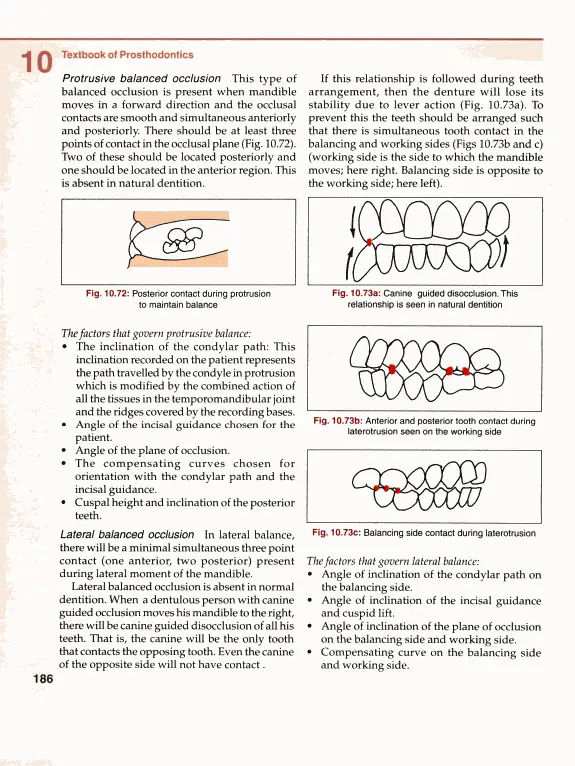 10
Textbook of Prosthodontics
Protrusive balanced occlusion This type of
balanced occlusion is present when mandible
moves in a forward direction and the occlusal
contacts are smooth and simultaneous anteriorly
and posteriorly. There should be at least three
points of contact in the occlusal plane (Fig. 10.72).
Two of these should be located posteriorly and
one should be located in the anterior region. This
is absent in natural dentition.
Fig. 10.72: Posterior contact during protrusion
to maintain balance
The factors that govern protrusive balance:
• The inclination of the condylar path: This
inclination recorded on the patient represents
the path travelled by the condyle in protrusion
which is modified by the combined action of
all the tissues in the temporomandibular joint
and the ridges covered by the recording bases.
• Angle of the incisal guidance chosen for the
patient.
• Angle of the plane of occlusion.
• The compensating curves chosen for
orientation with the condylar path and the
incisal guidance.
• Cuspal height and inclination of the posterior
teeth.
Lateral balanced occlusion In lateral balance,
there will be a minimal simultaneous three point
contact (one anterior, two posterior) present
during lateral moment of the mandible.
Lateral balanced occlusion is absent in normal
dentition. When a dentulous person with canine
guided occlusion moves his mandible to the right,
there will be canine guided disocclusion of all his
teeth. That is, the canine will be the only tooth
that contacts the opposing tooth. Even the canine
of the opposite side will not have contact .
If this relationship is followed during teeth
arrangement, then the denture will lose its
stability due to lever action (Fig. 10.73a). To
prevent this the teeth should be arranged such
that there is simultaneous tooth contact in the
balancing and working sides (Figs 10.73b and c)
(working side is the side to which the mandible
moves; here right. Balancing side is opposite to
the working side; here left).
Fig. 10.73a: Canine guided disocclusion. This
relationship is seen in natural dentition
Fig. 10.73b: Anterior and posterior tooth contact during
laterotrusion seen on the working side
Fig. 10.73c: Balancing side contact during laterotrusion
The factors that govern lateral balance:
• Angle of inclination of the condylar path on
the balancing side.
• Angle of inclination of the incisal guidance
and cuspid lift.
• Angle of inclination of the plane of occlusion
on the balancing side and working side.
• Compensating curve on the balancing side
and working side.
186